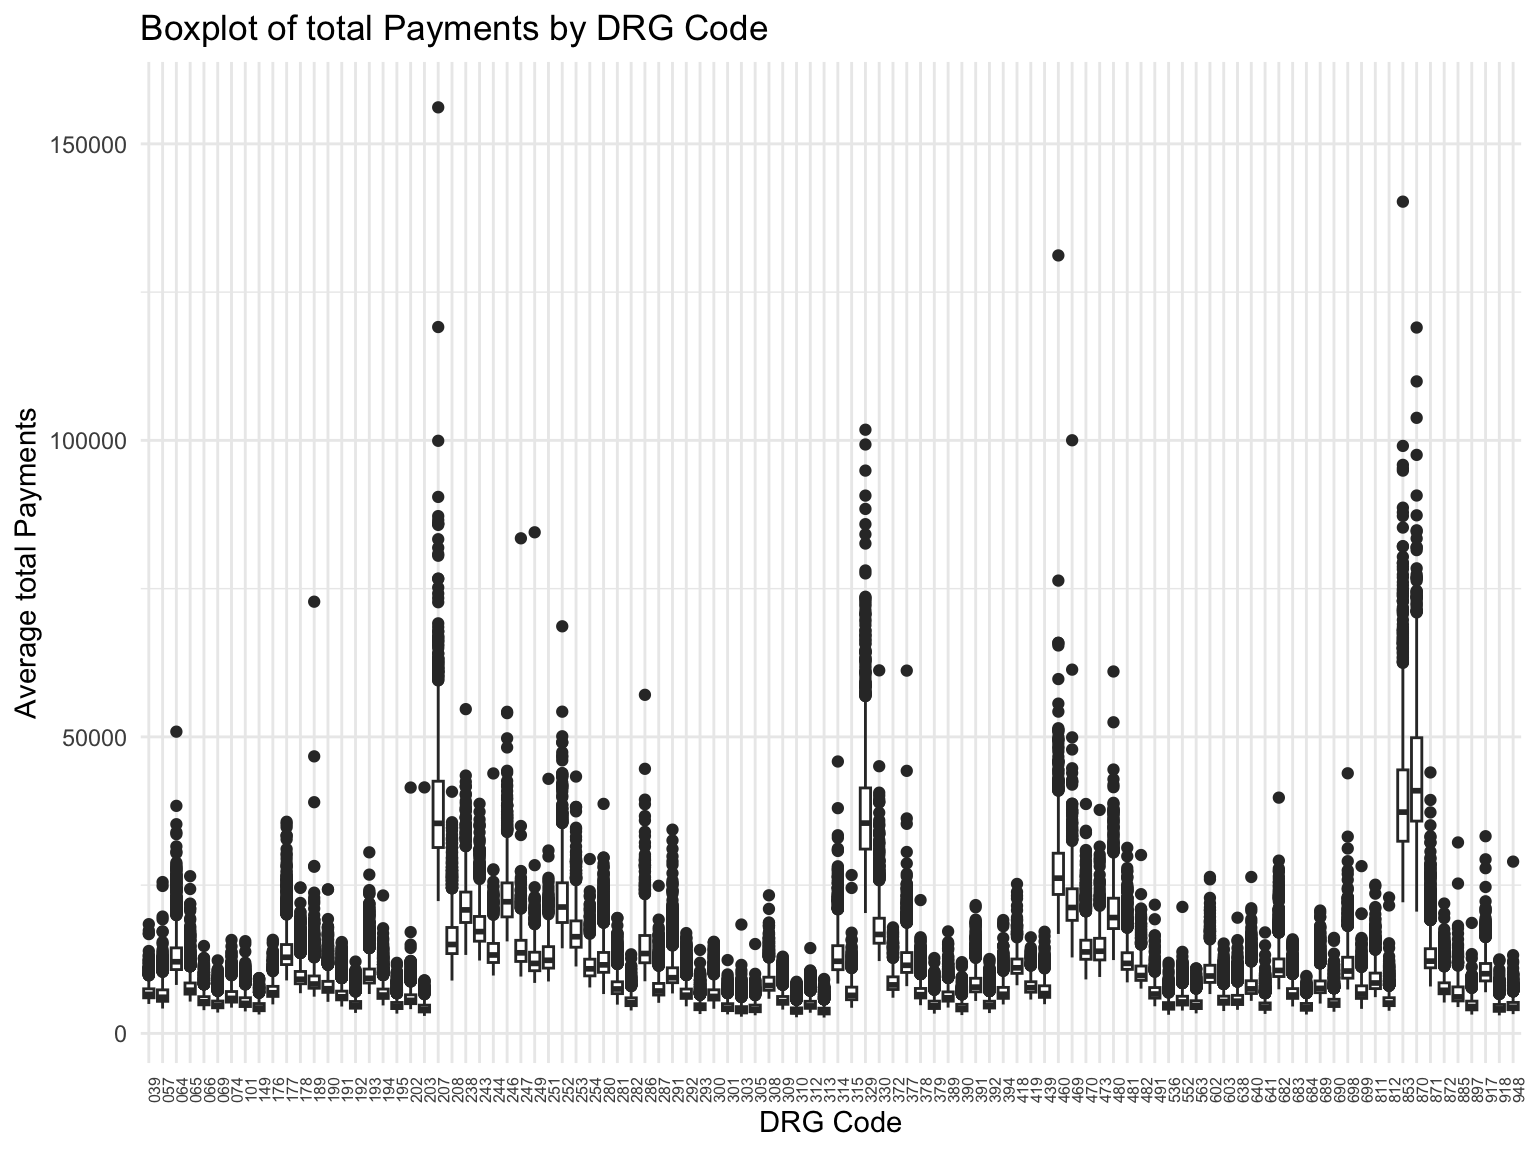 Boxplot of total Payments by DRG Code
Average total Payments
150000
100000
50000
0
039 057 064 065 066 069 074 101 149 176 177 178 189 190 191 192 193 194 195 202 203 207 208 238 243 244 246 247 249 251 252 253 254 280 281 282 286 287 291 292 293 300 301 303 305 308 309 310 312 313 314 315 329 330 372 377 378 379 389 390 391 392 394 418 419 439 460 469 470 473 480 481 482 491 536 552 563 602 603 638 640 641 682 683 684 689 690 698 699 811 812 853 870 871 872 885 897 917 918 948
DRG Code